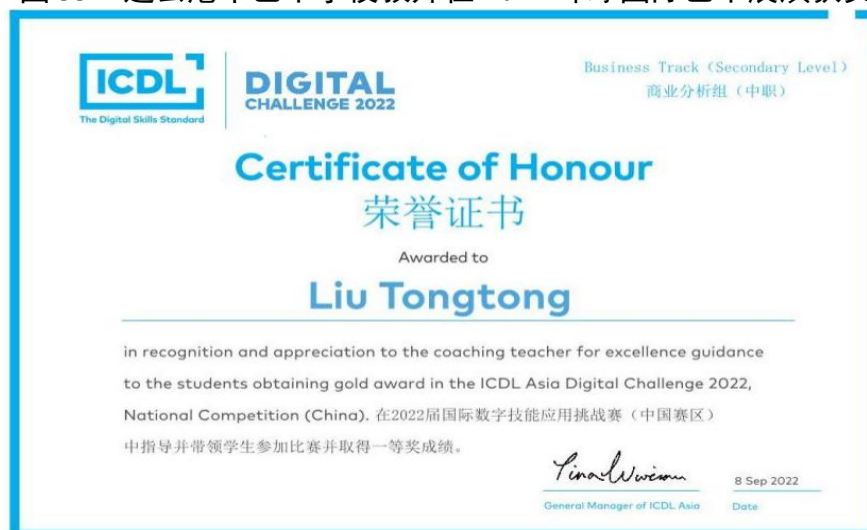 ICDL
The Digital Skills Standard
DIGITAL
CHALLENGE 2022
Business Track (Secondary Level)
商业分析组（中职）
Certificate of Honour
荣誉证书
Awarded to
Liu Tongtong
in recognition and appreciation to the coaching teacher for excellence guidance
to the students obtaining gold award in the ICDL Asia Digital Challenge 2022,
National Competition (China). 在2022届国际数字技能应用挑战赛（中国赛区）
中指导并带领学生参加比赛并取得一等奖成绩。
8 Sep 2022
General Manager of ICDL Asia
Date